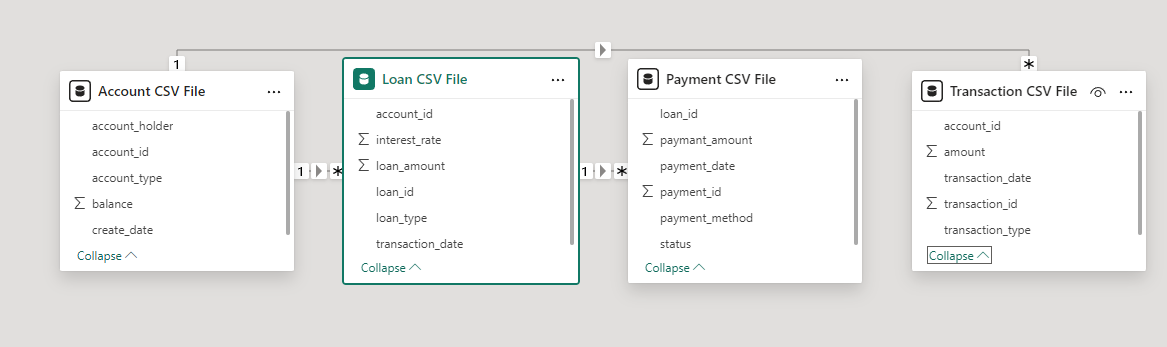 1
*
Account CSV File
account_holder
account_id
account_type
Σ balance
create_date
Collapse
1
*
Loan CSV File
account_id
Σ interest_rate
Σ loan_amount
loan_id
loan_type
transaction_date
Collapse
1
*
Payment CSV File
loan_id
Σ paymant_amount
payment_date
Σ payment_id
payment_method
status
Collapse
Transaction CSV File
account_id
Σ amount
transaction_date
Σ transaction_id
transaction_type
Collapse